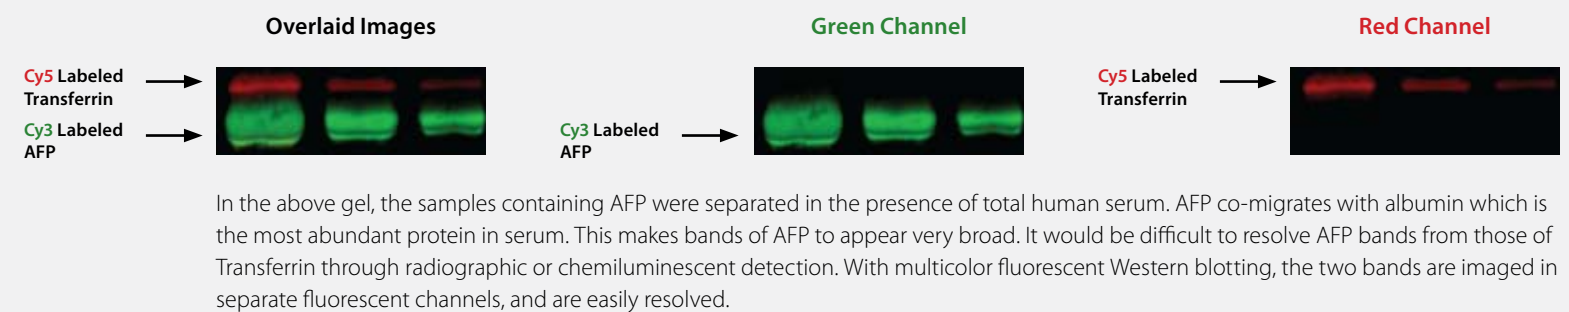 Overlaid Images
Green Channel
Red Channel
Cy5 Labeled
Transferrin
Cy3 Labeled
AFP
Cy3 Labeled
AFP
Cy5 Labeled
Transferrin
In the above gel, the samples containing AFP were separated in the presence of total human serum. AFP co-migrates with albumin which is
the most abundant protein in serum. This makes bands of AFP to appear very broad. It would be difficult to resolve AFP bands from those of
Transferrin through radiographic or chemiluminescent detection. With multicolor fluorescent Western blotting, the two bands are imaged in
separate fluorescent channels, and are easily resolved.